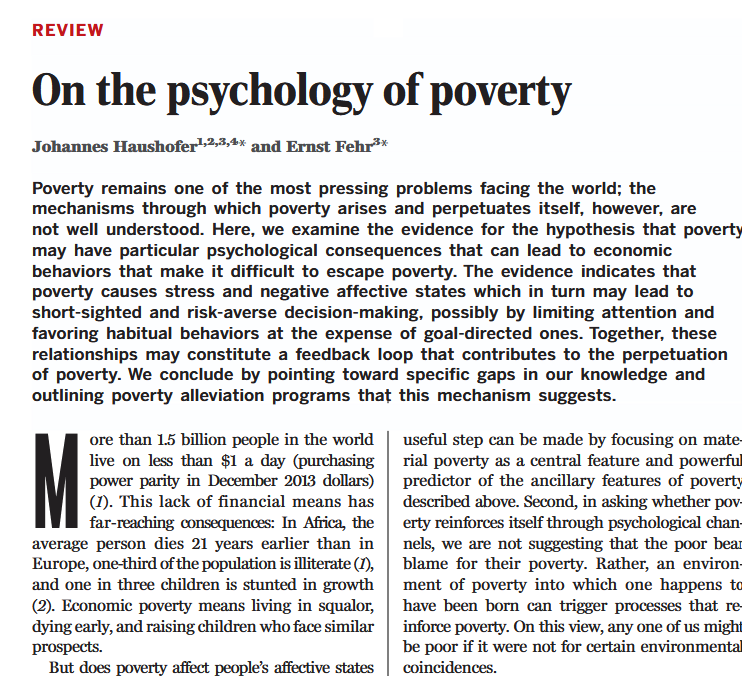 REVIEW
On the psychology of poverty
Johannes Haushofer1,2,3,4* and Ernst Fehr3*
Poverty remains one of the most pressing problems facing the world; the
mechanisms through which poverty arises and perpetuates itself, however, are
not well understood. Here, we examine the evidence for the hypothesis that poverty
may have particular psychological consequences that can lead to economic
behaviors that make it difficult to escape poverty. The evidence indicates that
poverty causes stress and negative affective states which in turn may lead to
short-sighted and risk-averse decision-making, possibly by limiting attention and
favoring habitual behaviors at the expense of goal-directed ones. Together, these
relationships may constitute a feedback loop that contributes to the perpetuation
of poverty. We conclude by pointing toward specific gaps in our knowledge and
outlining poverty alleviation programs that this mechanism suggests.
More than 1.5 billion people in the world
live on less than $1 a day (purchasing
power parity in December 2013 dollars)
(1). This lack of financial means has
far-reaching consequences: In Africa, the
average person dies 21 years earlier than in
Europe, one-third of the population is illiterate (1),
and one in three children is stunted in growth
(2). Economic poverty means living in squalor,
dying early, and raising children who face similar
prospects.
But does poverty affect people's affective states
useful step can be made by focusing on mate-
rial poverty as a central feature and powerful
predictor of the ancillary features of poverty
described above. Second, in asking whether pov-
erty reinforces itself through psychological chan-
nels, we are not suggesting that the poor bear
blame for their poverty. Rather, an environ-
ment of poverty into which one happens to
have been born can trigger processes that re-
inforce poverty. On this view, any one of us might
be poor if it were not for certain environmental
coincidences.